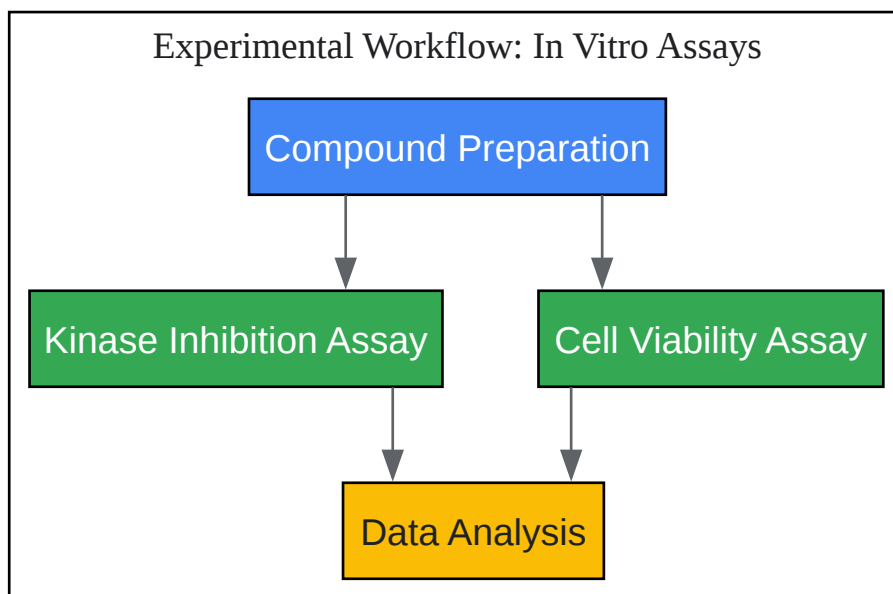 Experimental Workflow: In Vitro Assays
Compound Preparation
Kinase Inhibition Assay
Cell Viability Assay
Data Analysis